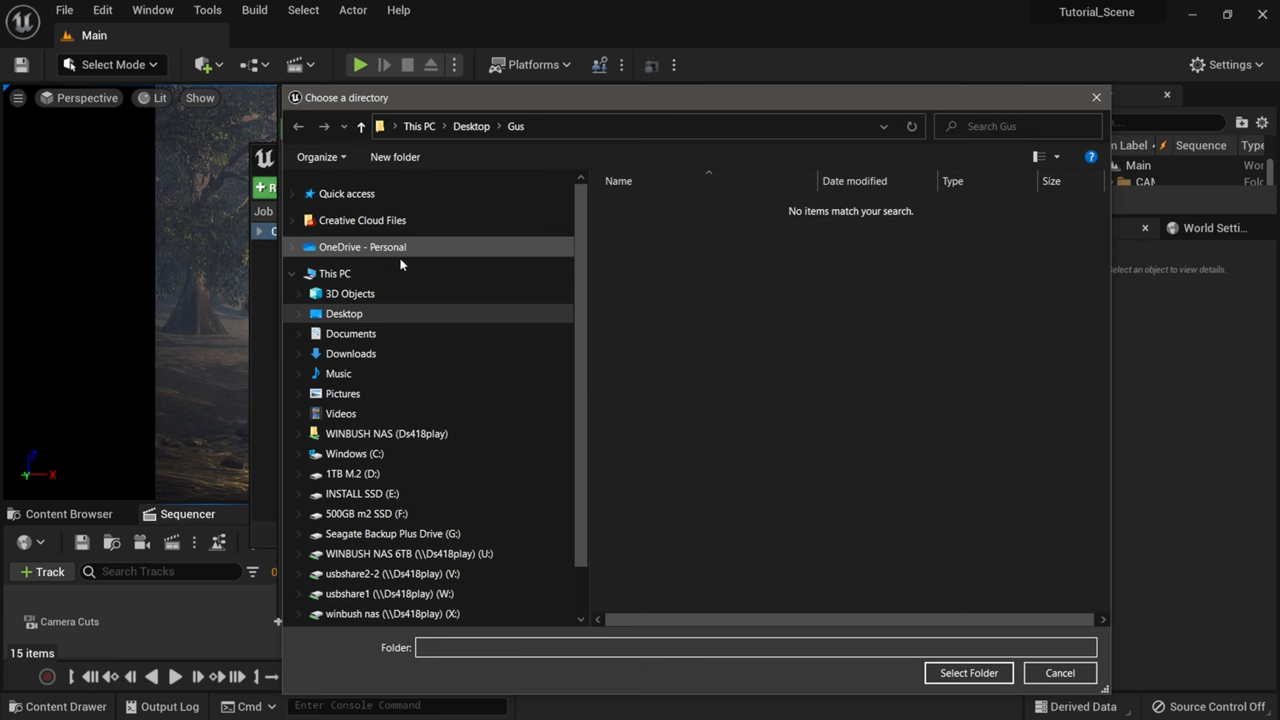 File Edit Window Tools Build Select Actor Help Tutorial_Scene
Main
Select Mode Platforms Settings
Perspective Lit Show
Choose a directory
This PC Desktop Gus Search Gus
Organize New folder
Label Sequence Type
Main Wor
CAM Fol
Name Date modified Type Size
No items match your search.
Job
Quick access
Creative Cloud Files
OneDrive - Personal
This PC
3D Objects
Desktop
Documents
Downloads
Music
Pictures
Videos
WINBUSH NAS (Ds418play)
Windows (C:)
1TB M.2 (D:)
INSTALL SSD (E:)
500GB m2 SSD (F:)
Seagate Backup Plus Drive (G:)
WINBUSH NAS 6TB (\\Ds418play) (U:)
usbshare2-2 (\\Ds418play) (V:)
usbshare1 (\\Ds418play) (W:)
winbush nas (\\Ds418play) (X:)
World Setti...
elect an object to view details.
Folder:
Select Folder Cancel
Z
Y X
Content Browser Sequencer
+ Track Search Tracks
Camera Cuts
15 items
Content Drawer Output Log Cmd Enter Console Command Derived Data Source Control Off